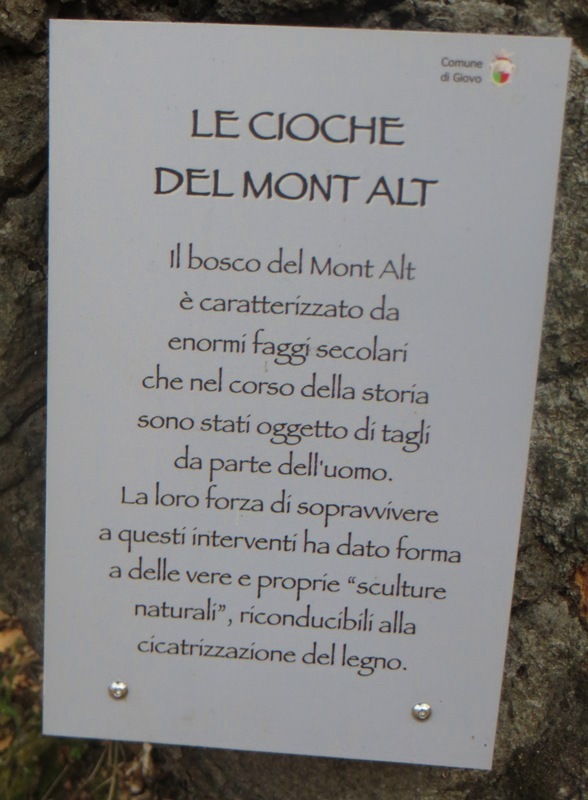 Comune
di Giovo
LE CIOCHE
DEL MONT ALT
Il bosco del Mont Alt
è caratterizzato da
enormi faggi secolari
che nel corso della storia
sono stati oggetto di tagli
da parte dell'uomo.
La loro forza di sopravvivere
a questi interventi ha dato forma
a delle vere e proprie “sculture
naturali”, riconducibili alla
cicatrizzazione del legno.